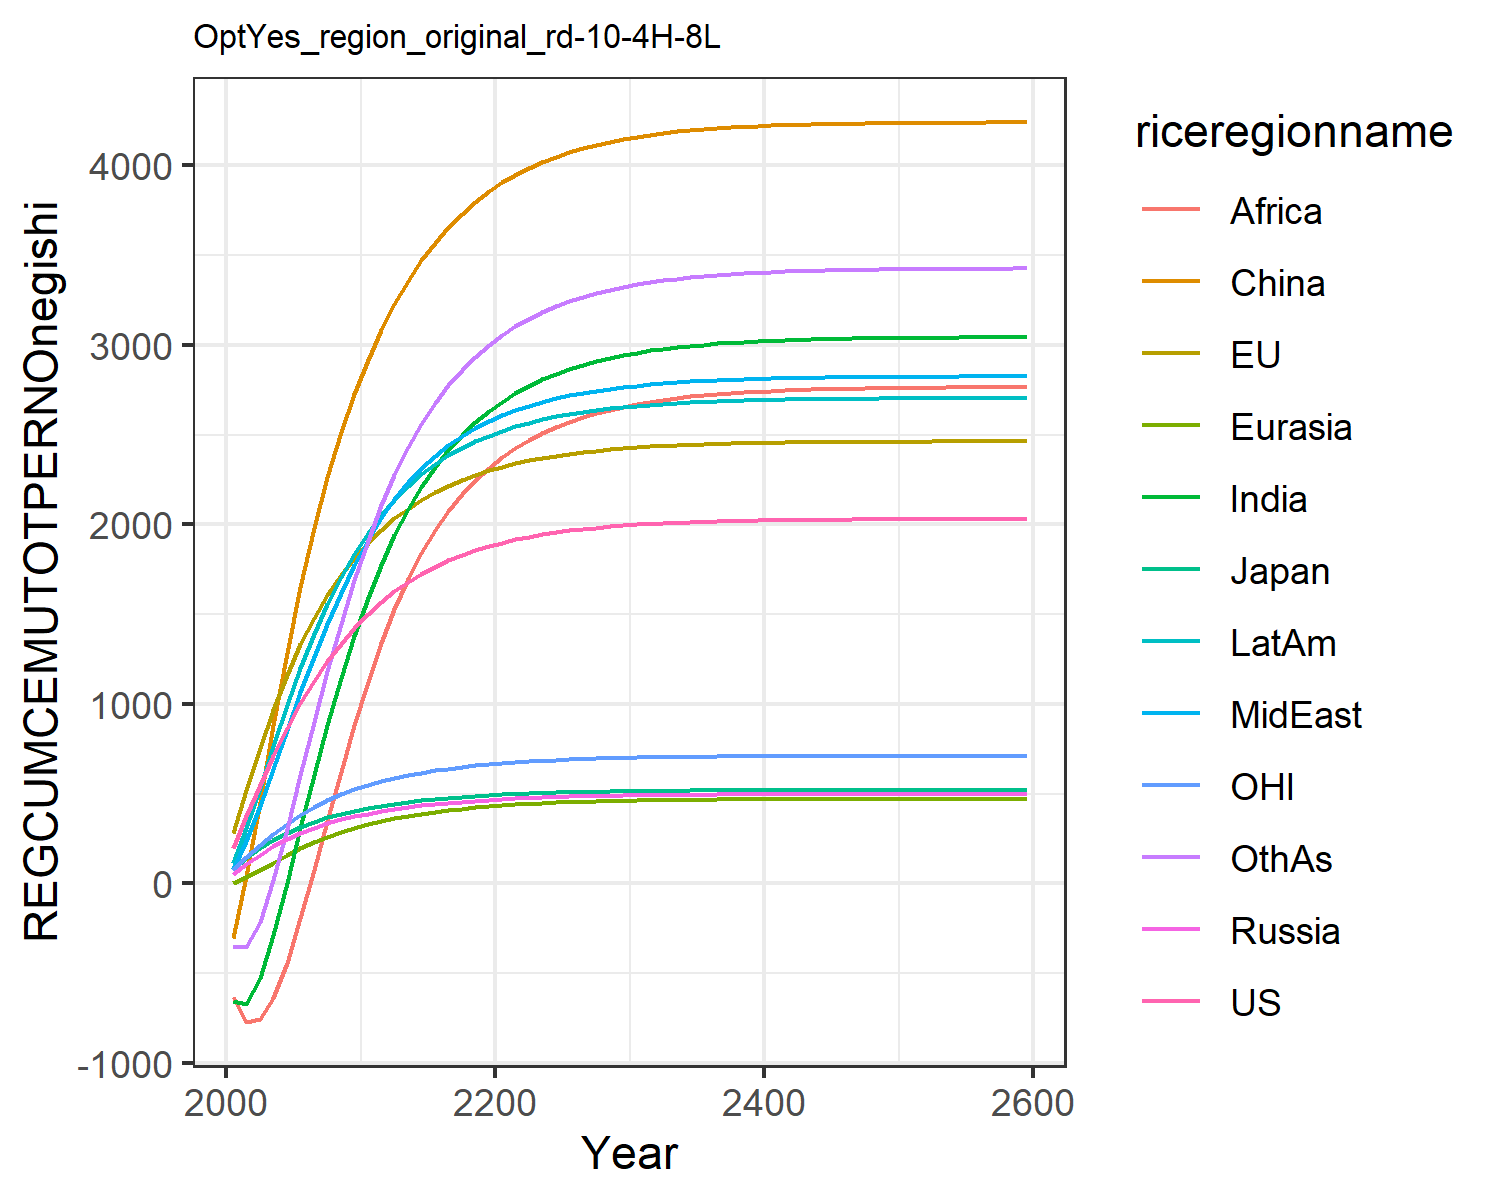 OptYes_region_original_rd-10-4H-8L
REGCUMCEMUTOTPERNOnegishi
4000
3000
2000
1000
0
-1000
2000
2200
2400
2600
Year
riceregionname
Africa
China
EU
Eurasia
India
Japan
LatAm
MidEast
OHI
OthAs
Russia
US